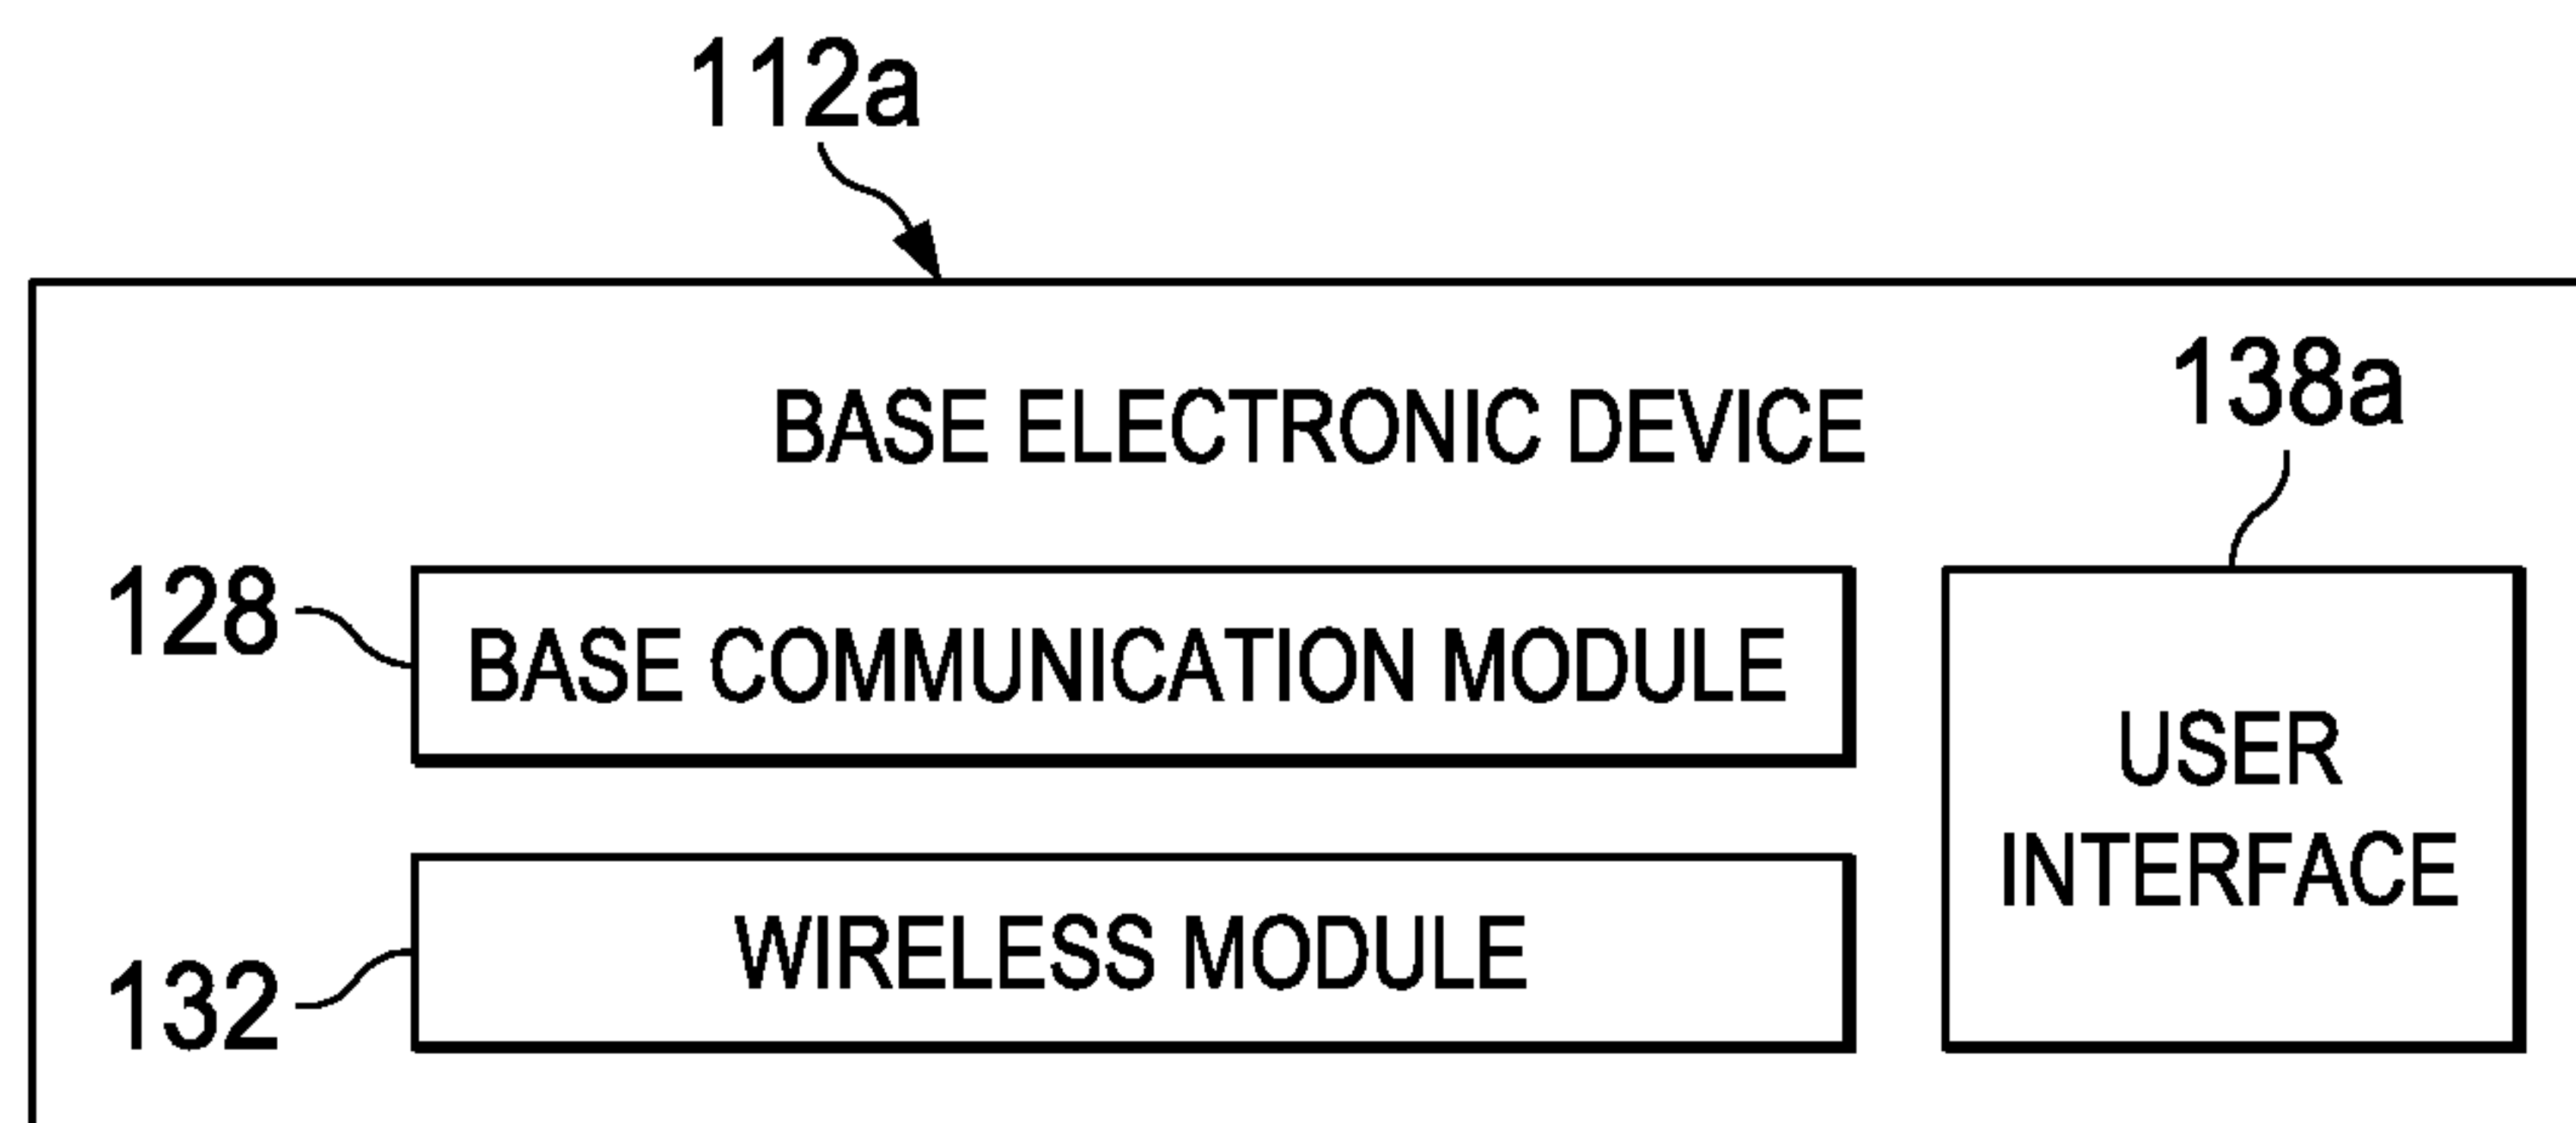 112a
BASE ELECTRONIC DEVICE
138a
128
BASE COMMUNICATION MODULE
USER
INTERFACE
132
WIRELESS MODULE